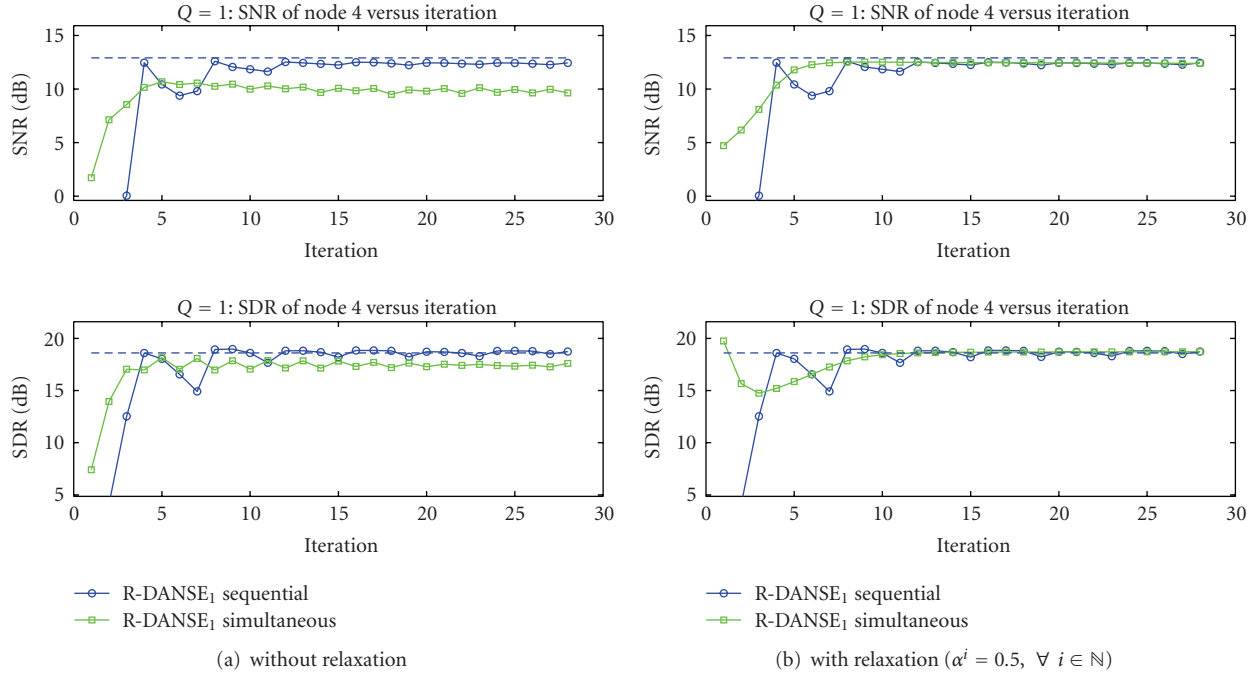 Q = 1: SNR of node 4 versus iteration
15
10
5
0
SNR (dB)
0 5 10 15 20 25 30
Iteration
Q = 1: SDR of node 4 versus iteration
20
15
10
5
SDR (dB)
0 5 10 15 20 25 30
Iteration
R-DANSE₁ sequential
R-DANSE₁ simultaneous
(a) without relaxation
Q = 1: SNR of node 4 versus iteration
15
10
5
0
SNR (dB)
0 5 10 15 20 25 30
Iteration
Q = 1: SDR of node 4 versus iteration
20
15
10
5
SDR (dB)
0 5 10 15 20 25 30
Iteration
R-DANSE₁ sequential
R-DANSE₁ simultaneous
(b) with relaxation (αⁱ = 0.5, ∀ i ∈ ℕ)